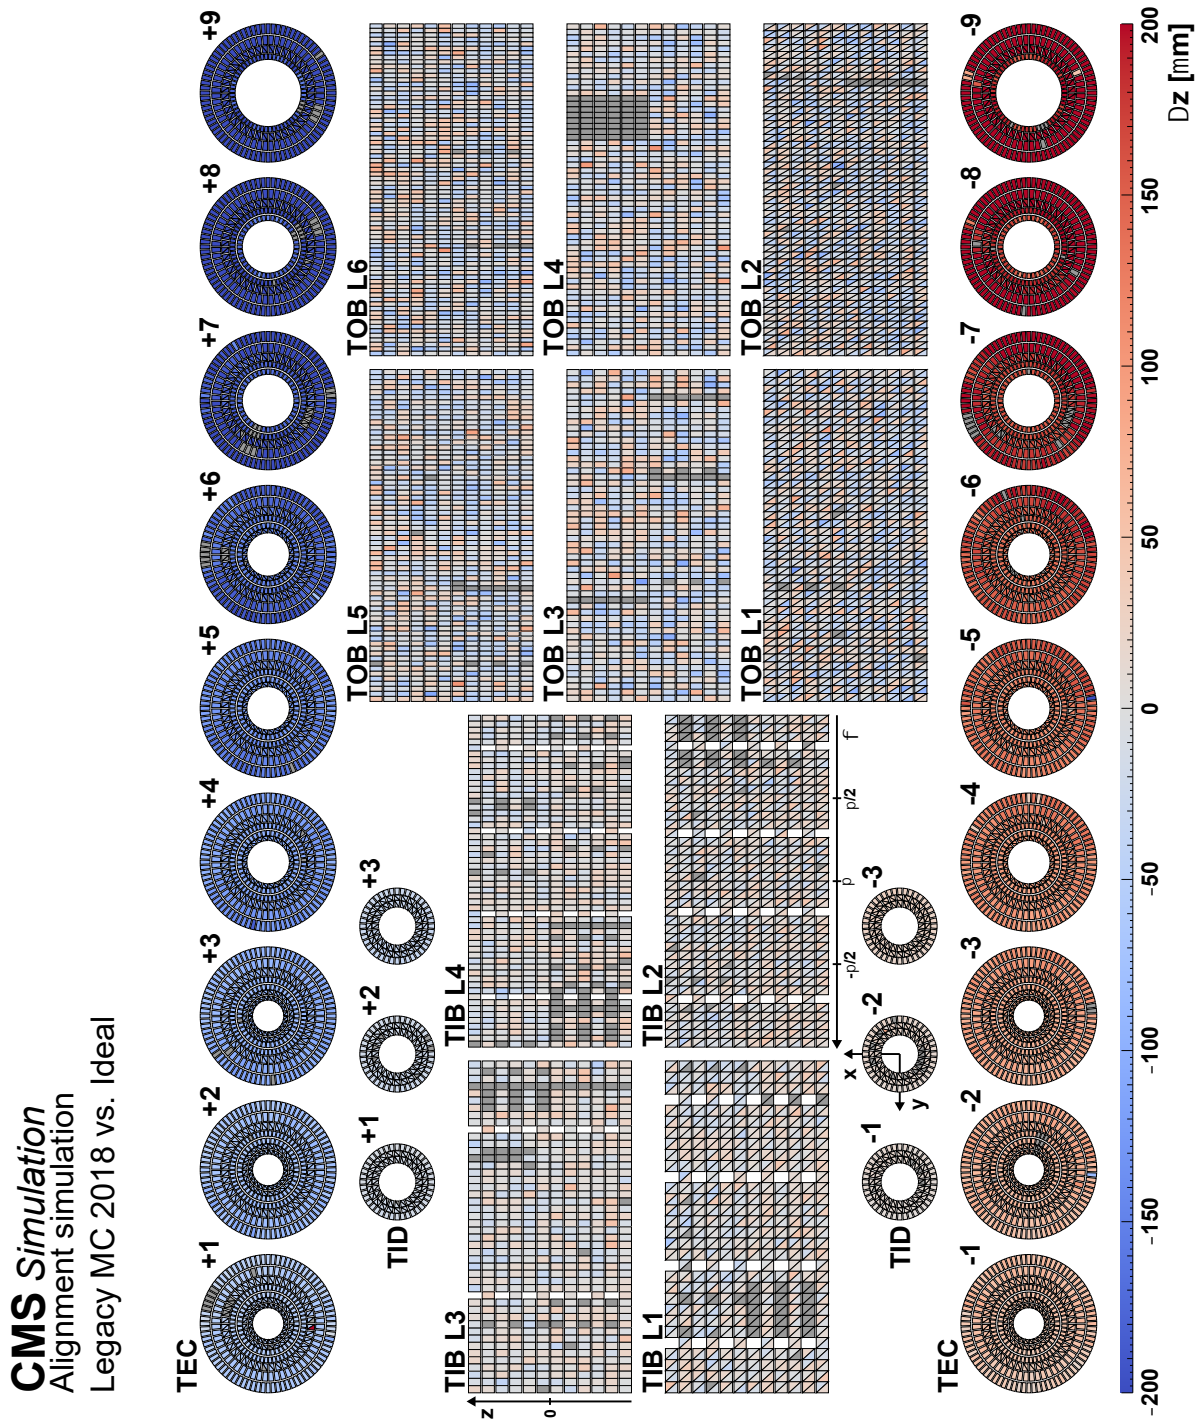 CMS Simulation
Alignment simulation
Legacy MC 2018 vs. Ideal
TEC
+1 +2 +3 +4 +5 +6 +7 +8 +9
TID
+1 +2 +3
TIB L3
TIB L4
TOB L5
TOB L6
TOB L3
TOB L4
TIB L1
TIB L2
TOB L1
TOB L2
z
0
-p/2 p p/2 f
x
y
TID
-1 -2 -3
TEC
-1 -2 -3 -4 -5 -6 -7 -8 -9
−200 −150 −100 −50 0 50 100 150 200
Dz [mm]